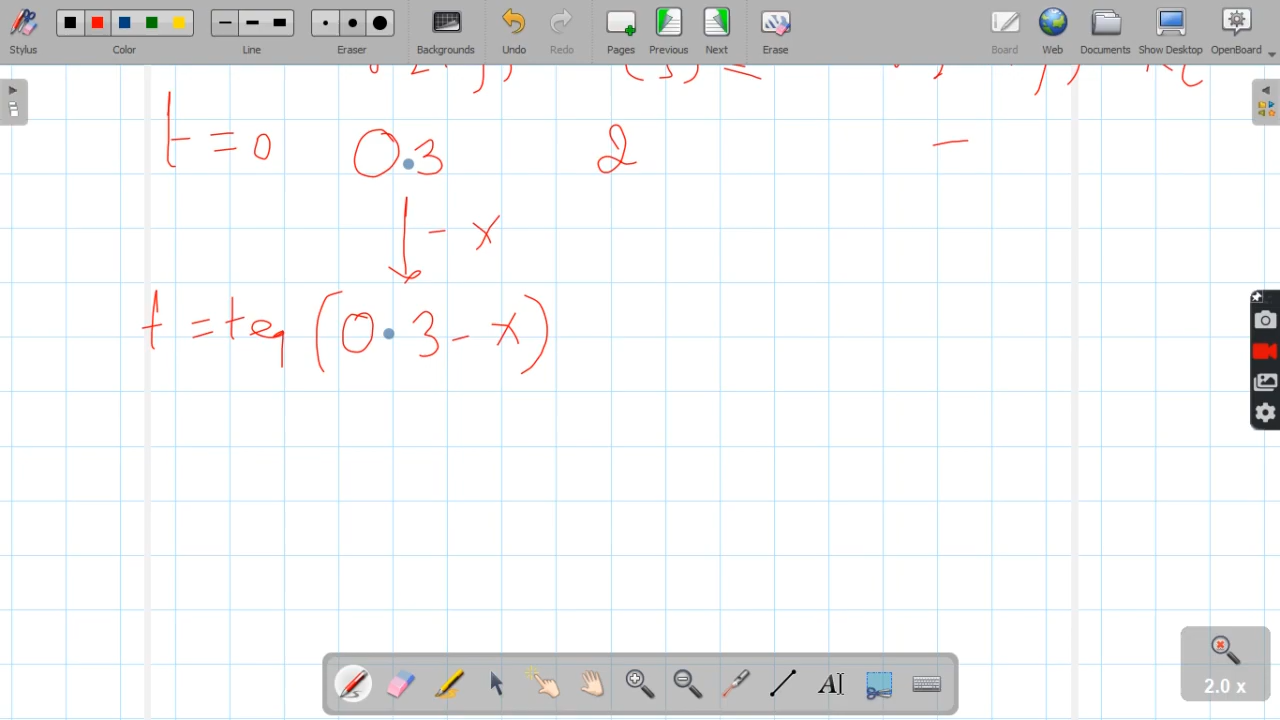 Stylus Color Line Eraser Backgrounds Undo Redo Pages Previous Next Erase Board Web Documents Show Desktop OpenBoard
t = 0 0.3 2 -
- x
t = teq (0.3 - x)
2.0 x